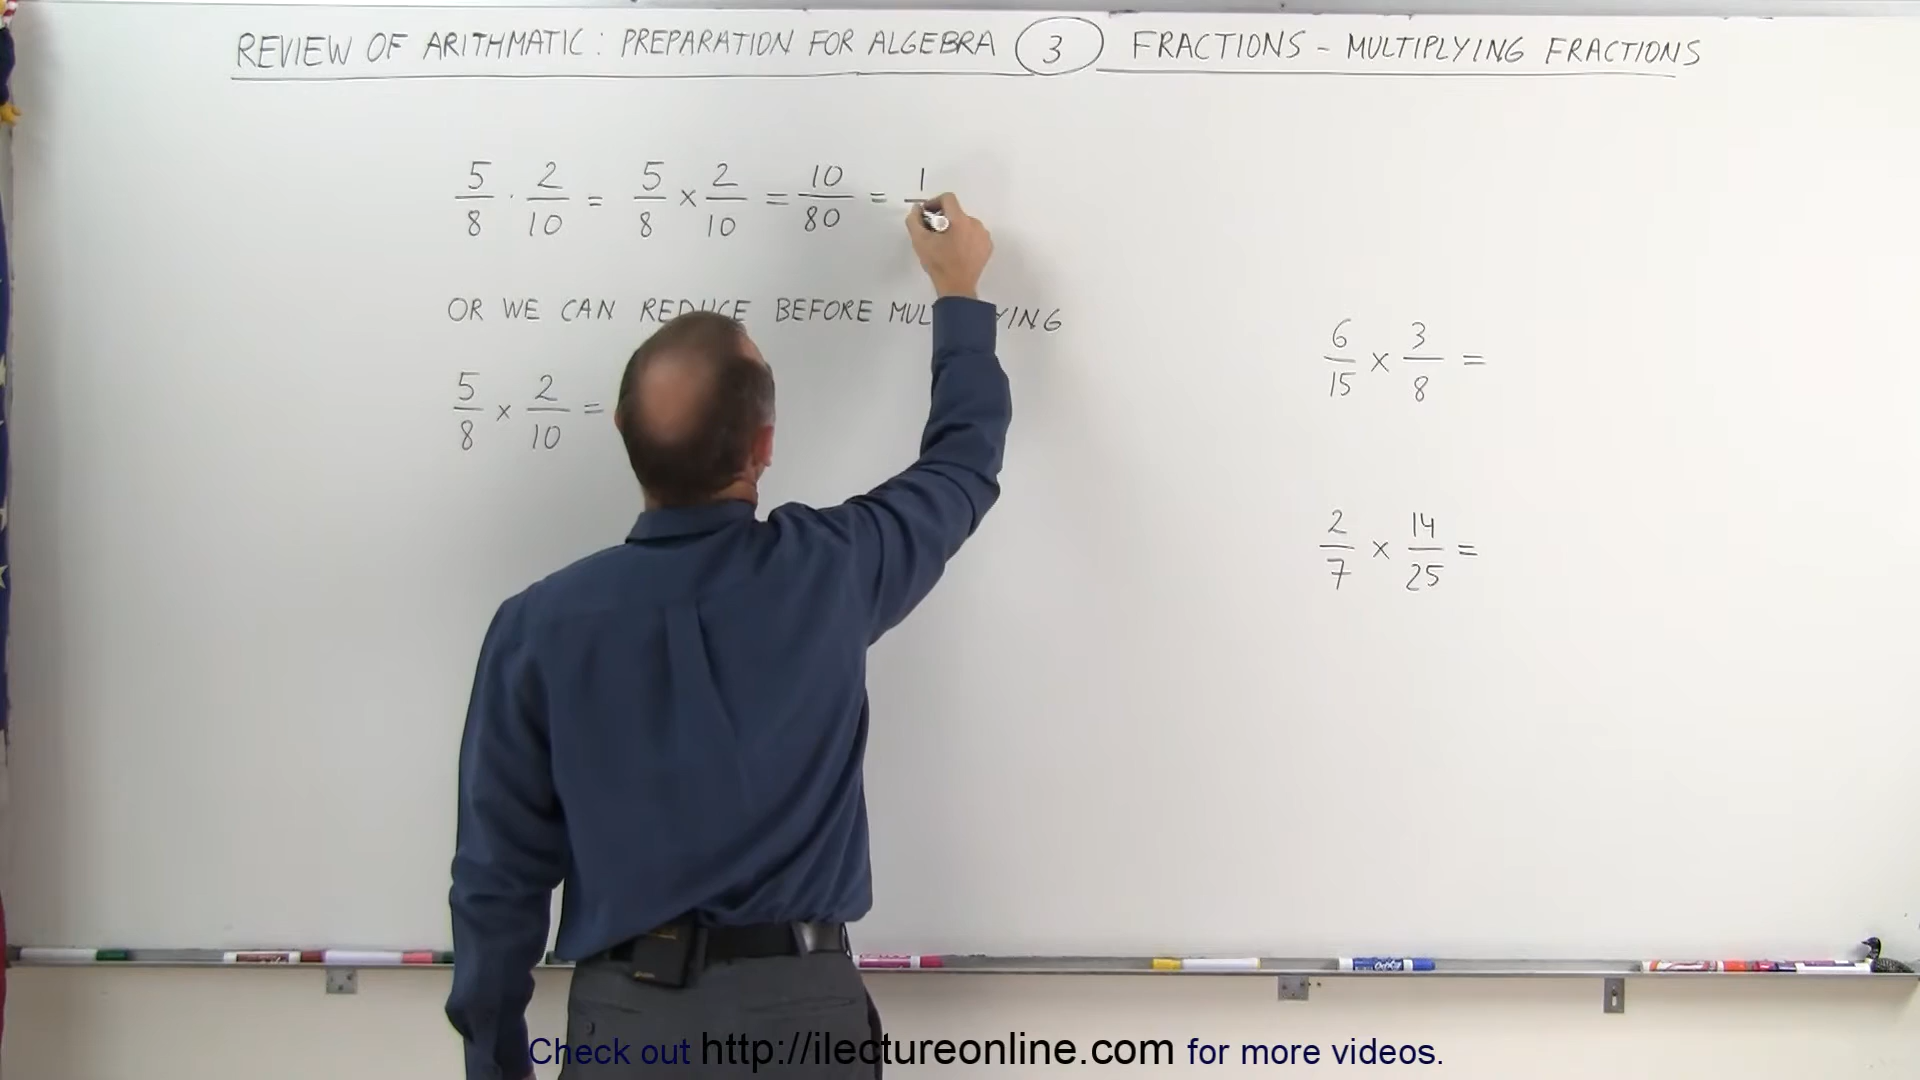 REVIEW OF ARITHMATIC: PREPARATION FOR ALGEBRA 3 FRACTIONS - MULTIPLYING FRACTIONS
5/8 · 2/10 = 5/8 × 2/10 = 10/80 = 1/
OR WE CAN REDUCE BEFORE
5/8 × 2/10 =
6/15 × 3/8 =
2/7 × 14/25 =
Check out http://ilectureonline.com for more videos.